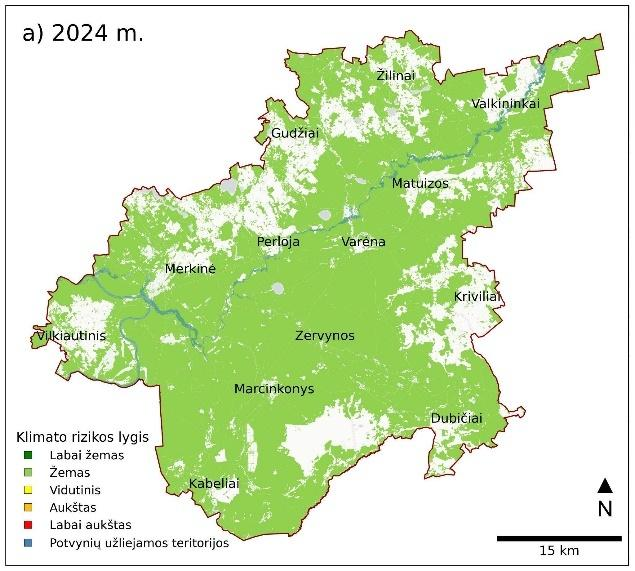 a) 2024 m.
Žilinai
Valkininkai
Gudžiai
Matuizos
Perloja
Varėna
Merkinė
Kriviliai
Vilkiautinis
Zervynos
Marcinkonys
Dubičiai
Kabeliai
Klimato rizikos lygis
Labai žemas
Žemas
Vidutinis
Aukštas
Labai aukštas
Potvynių užliejamos teritorijos
N
15 km